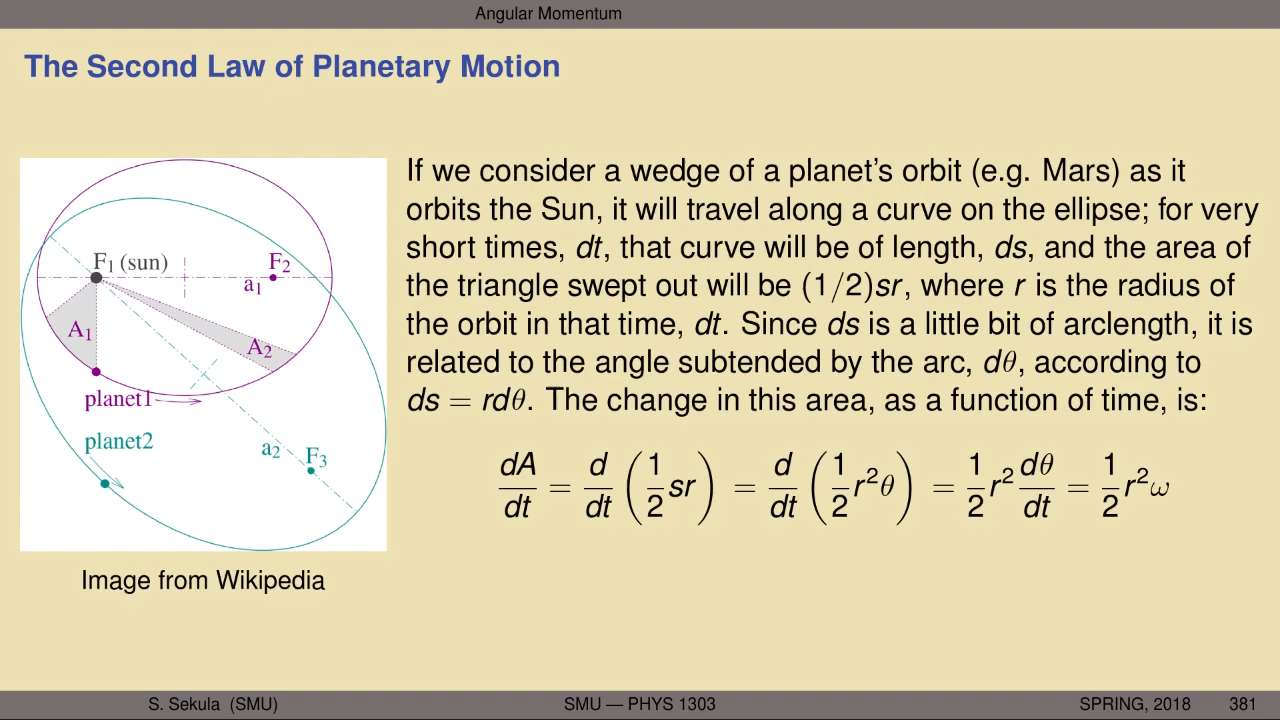 Angular Momentum
The Second Law of Planetary Motion
F₁ (sun)
F₂
a₁
A₁
A₂
planet1
planet2
a₂
F₃
Image from Wikipedia
If we consider a wedge of a planet's orbit (e.g. Mars) as it
orbits the Sun, it will travel along a curve on the ellipse; for very
short times, dt, that curve will be of length, ds, and the area of
the triangle swept out will be (1/2)sr, where r is the radius of
the orbit in that time, dt. Since ds is a little bit of arclength, it is
related to the angle subtended by the arc, dθ, according to
ds = rdθ. The change in this area, as a function of time, is:
dA/dt = d/dt (1/2 sr) = d/dt (1/2 r²θ) = 1/2 r² dθ/dt = 1/2 r²ω
S. Sekula (SMU) SMU — PHYS 1303 SPRING, 2018 381